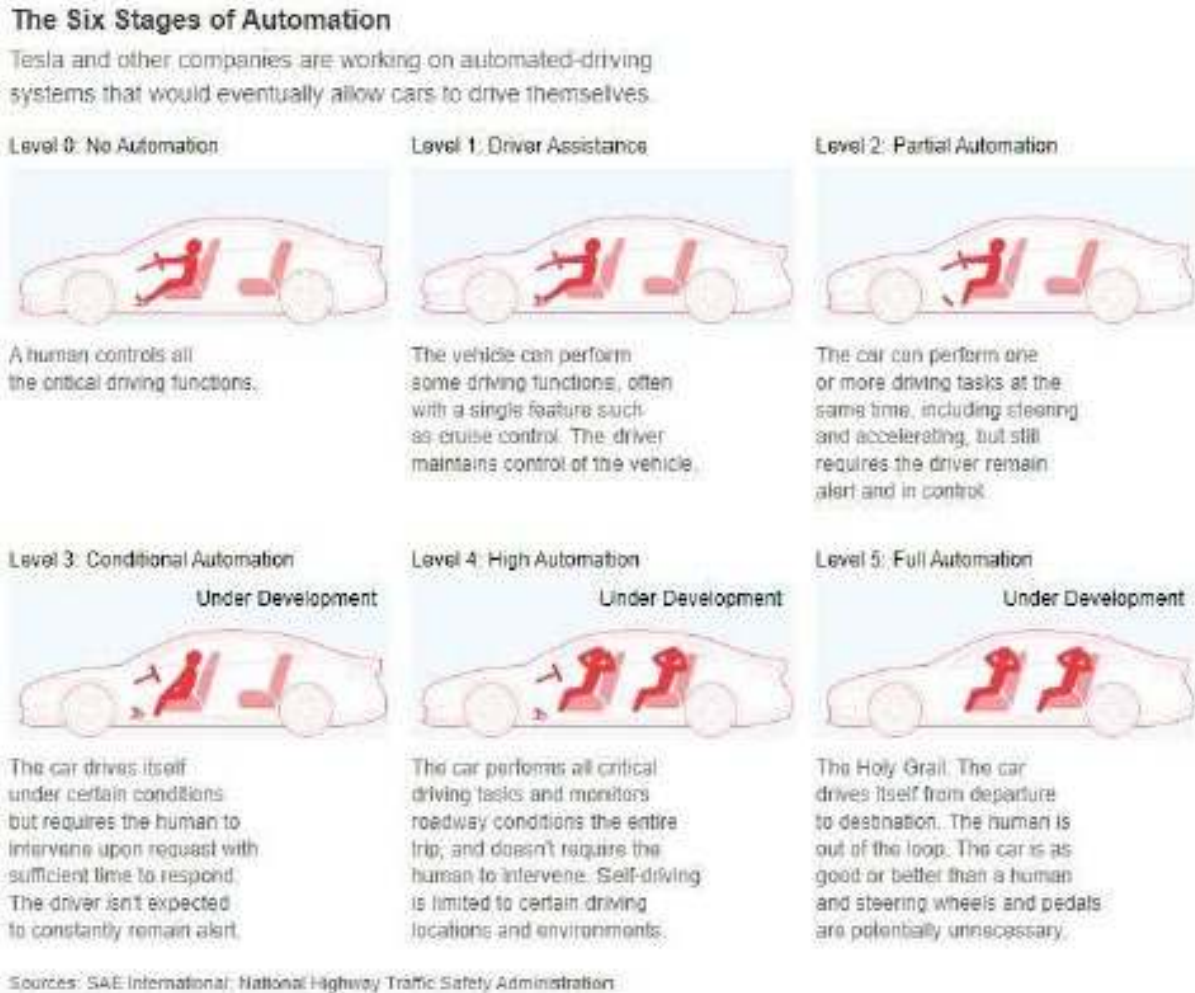 The Six Stages of Automation
Tesla and other companies are working on automated-driving
systems that would eventually allow cars to drive themselves.
Level 0: No Automation
A human controls all
the critical driving functions.
Level 1: Driver Assistance
The vehicle can perform
some driving functions, often
with a single feature such
as cruise control. The driver
maintains control of the vehicle.
Level 2: Partial Automation
The car can perform one
or more driving tasks at the
same time, including steering
and accelerating, but still
requires the driver remain
alert and in control.
Level 3: Conditional Automation
Under Development
The car drives itself
under certain conditions
but requires the human to
intervene upon request with
sufficient time to respond.
The driver isn't expected
to constantly remain alert.
Level 4: High Automation
Under Development
The car performs all critical
driving tasks and monitors
roadway conditions the entire
trip, and doesn't require the
human to intervene. Self-driving
is limited to certain driving
locations and environments.
Level 5: Full Automation
Under Development
The Holy Grail. The car
drives itself from departure
to destination. The human is
out of the loop. The car is as
good or better than a human
and steering wheels and pedals
are potentially unnecessary.
Sources: SAE International; National Highway Traffic Safety Administration